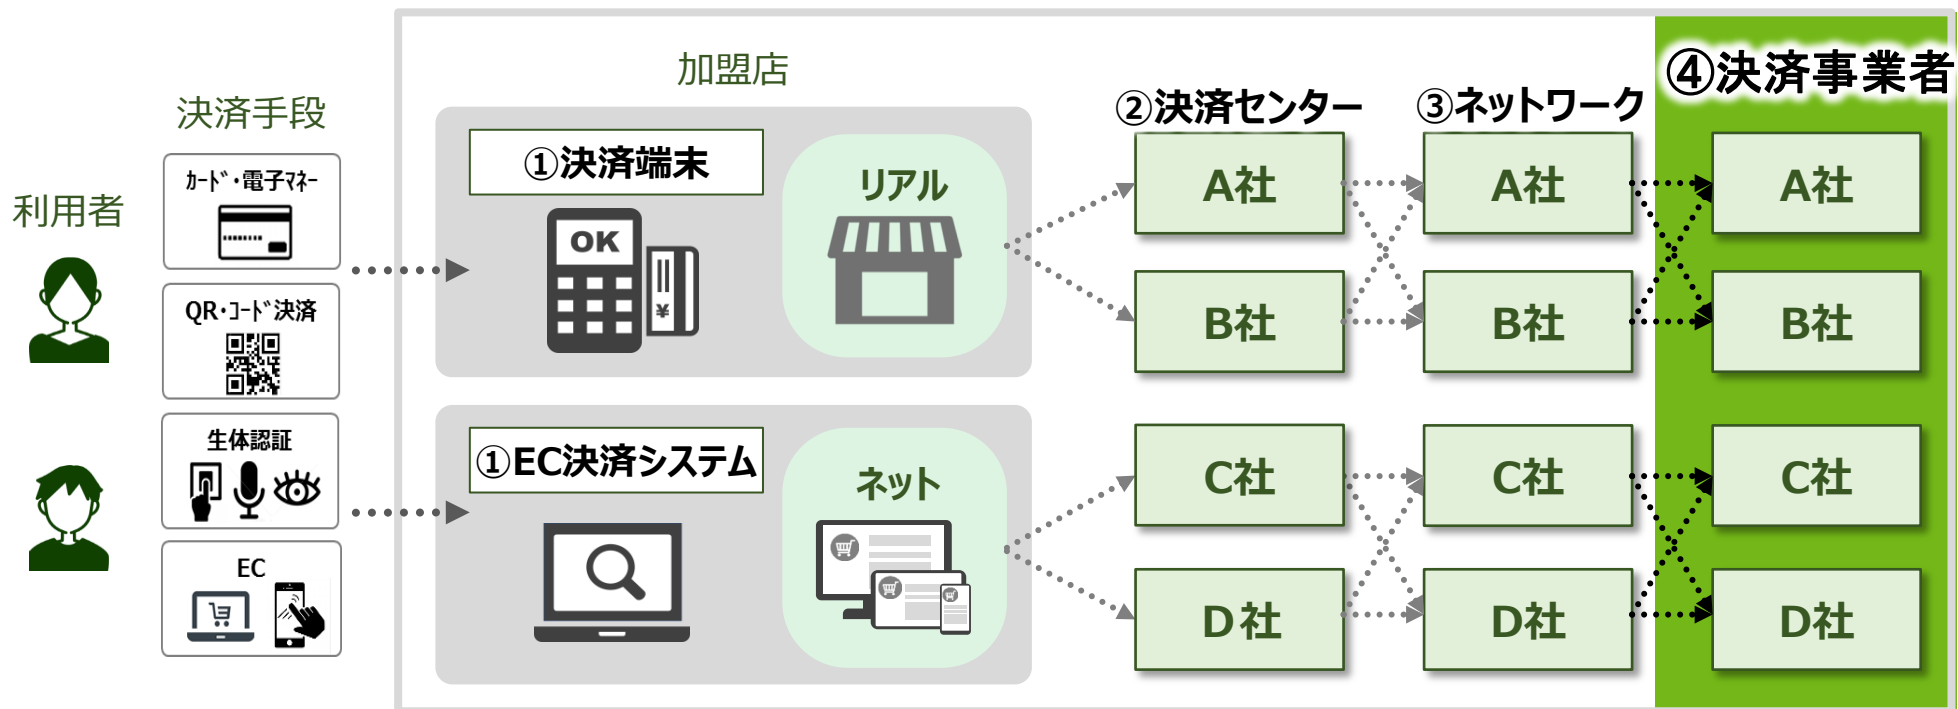 利用者
決済手段
カード・電子マネー
QR・コード決済
生体認証
EC
加盟店
①決済端末
OK
¥
リアル
①EC決済システム
ネット
②決済センター
A社
B社
C社
D社
③ネットワーク
A社
B社
C社
D社
④決済事業者
A社
B社
C社
D社